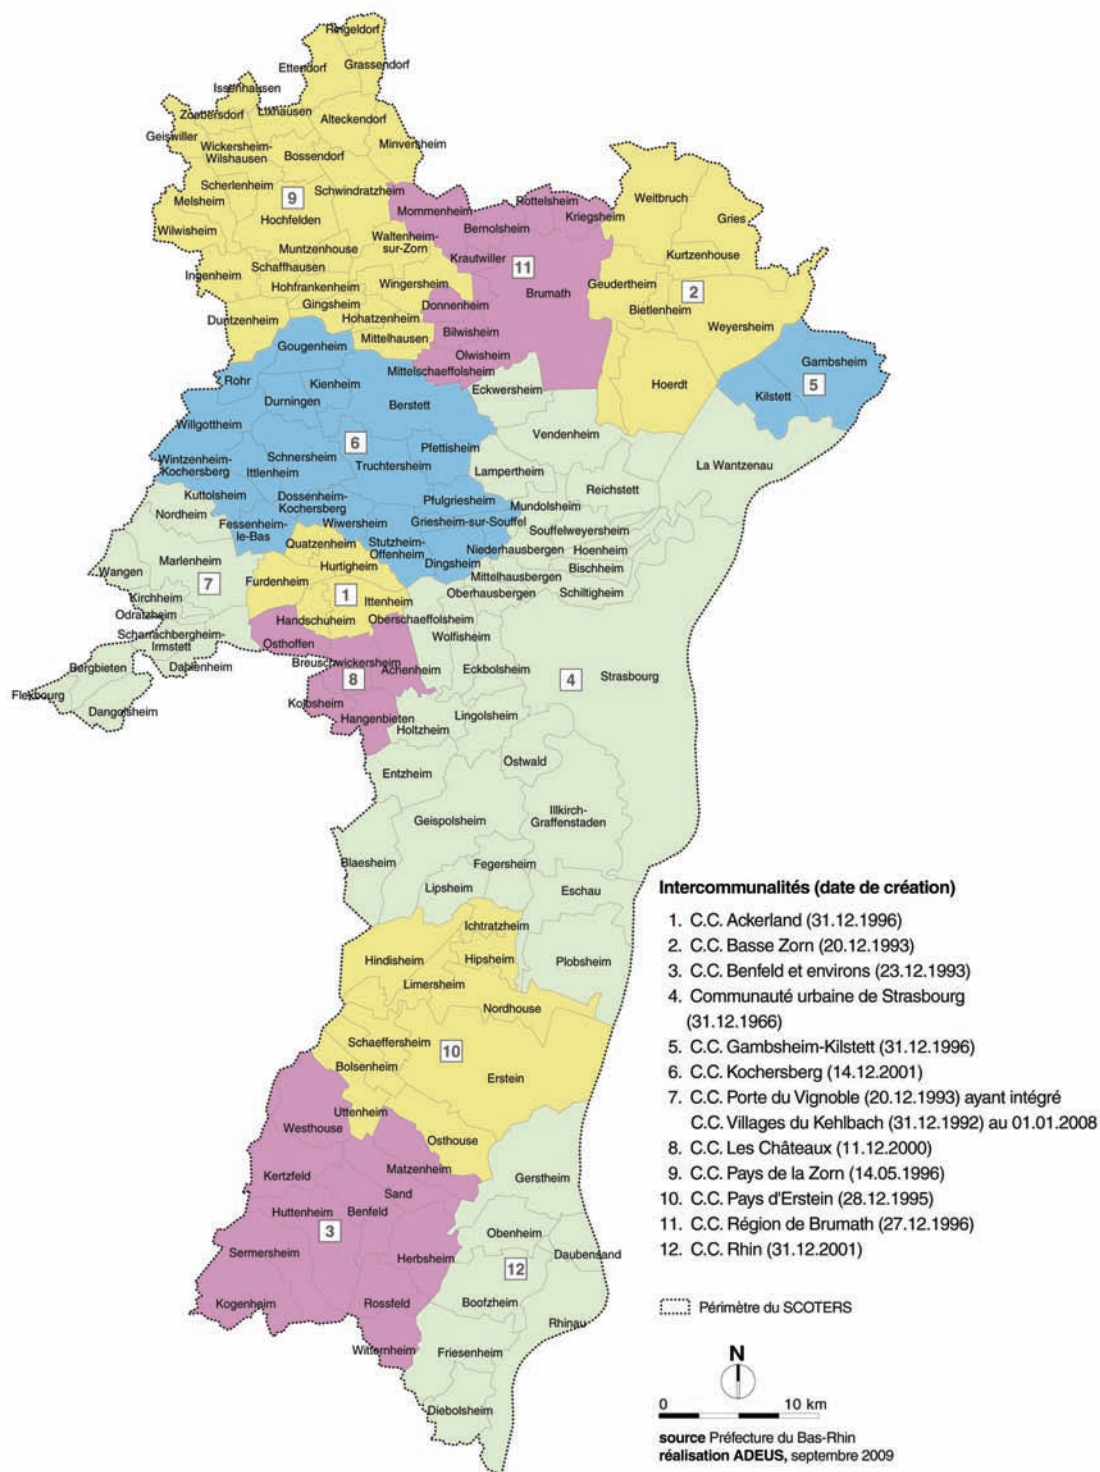 Ringeldorf
Ettendorf
Grassendorf
Issenhausen
Zoebersdorf
Lixhausen
Alteckendorf
Geiswiller
Wickersheim-
Wilshausen
Bossendorf
Minversheim
Scherlenheim
9
Schwindratzheim
Melsheim
Hochfelden
Wilwisheim
Waltenheim-
sur-Zorn
Muntzenhouse
Schaffhausen
Ingenheim
Hohfrankenheim
Wingersheim
Gingsheim
Duntzenheim
Hohatzenheim
Mittelhausen
Mommenheim
Rottelsheim
Kriegsheim
Bernolsheim
Krautwiller
11
Brumath
Donnenheim
Bilwisheim
Olwisheim
Mittelschaeffolsheim
Weitbruch
Gries
Kurtzenhouse
Geudertheim
2
Bietlenheim
Weyersheim
Hoerdt
Gambsheim
5
Kilstett
Gougenheim
Rohr
Kienheim
Durningen
Berstett
Willgottheim
6
Pfettisheim
Schnersheim
Wintzenheim-
Kochersberg
Ittlenheim
Truchtersheim
Kuttolsheim
Dossenheim-
Kochersberg
Pfulgriesheim
Fessenheim-
le-Bas
Wiwersheim
Griesheim-sur-Souffel
Stutzheim-
Offenheim
Dingsheim
Nordheim
Marlenheim
Wangen
7
Kirchheim
Odratzheim
Scharrachbergheim-
Irmstett
Dahlenheim
Bergbieten
Flexbourg
Dangolsheim
Quatzenheim
Hurtigheim
Furdenheim
1
Ittenheim
Handschuheim
Oberschaeffolsheim
Osthoffen
Breuschwickersheim
Achenheim
8
Kolbsheim
Hangenbieten
Eckwersheim
Vendenheim
La Wantzenau
Lampertheim
Reichstett
Mundolsheim
Souffelweyersheim
Niederhausbergen
Hoenheim
Bischheim
Mittelhausbergen
Oberhausbergen
Schiltigheim
Wolfisheim
Eckbolsheim
4
Strasbourg
Lingolsheim
Holtzheim
Ostwald
Entzheim
Illkirch-
Graffenstaden
Geispolsheim
Blaesheim
Fegersheim
Lipsheim
Eschau
Plobsheim
Ichtratzheim
Hindisheim
Hipsheim
Limersheim
Nordhouse
Schaeffersheim
10
Bolsenheim
Erstein
Uttenheim
Osthouse
Westhouse
Matzenheim
Kertzfeld
Sand
Huttenheim
Benfeld
3
Sermersheim
Herbsheim
Kogenheim
Rossfeld
Witternheim
Gerstheim
Obenheim
Daubensand
12
Boofzheim
Rhinau
Friesenheim
Diebolsheim
Intercommunalités (date de création)
1. C.C. Ackerland (31.12.1996)
2. C.C. Basse Zorn (20.12.1993)
3. C.C. Benfeld et environs (23.12.1993)
4. Communauté urbaine de Strasbourg
(31.12.1966)
5. C.C. Gambsheim-Kilstett (31.12.1996)
6. C.C. Kochersberg (14.12.2001)
7. C.C. Porte du Vignoble (20.12.1993) ayant intégré
C.C. Villages du Kehlbach (31.12.1992) au 01.01.2008
8. C.C. Les Châteaux (11.12.2000)
9. C.C. Pays de la Zorn (14.05.1996)
10. C.C. Pays d'Erstein (28.12.1995)
11. C.C. Région de Brumath (27.12.1996)
12. C.C. Rhin (31.12.2001)
Périmètre du SCOTERS
N
0 10 km
source Préfecture du Bas-Rhin
réalisation ADEUS, septembre 2009